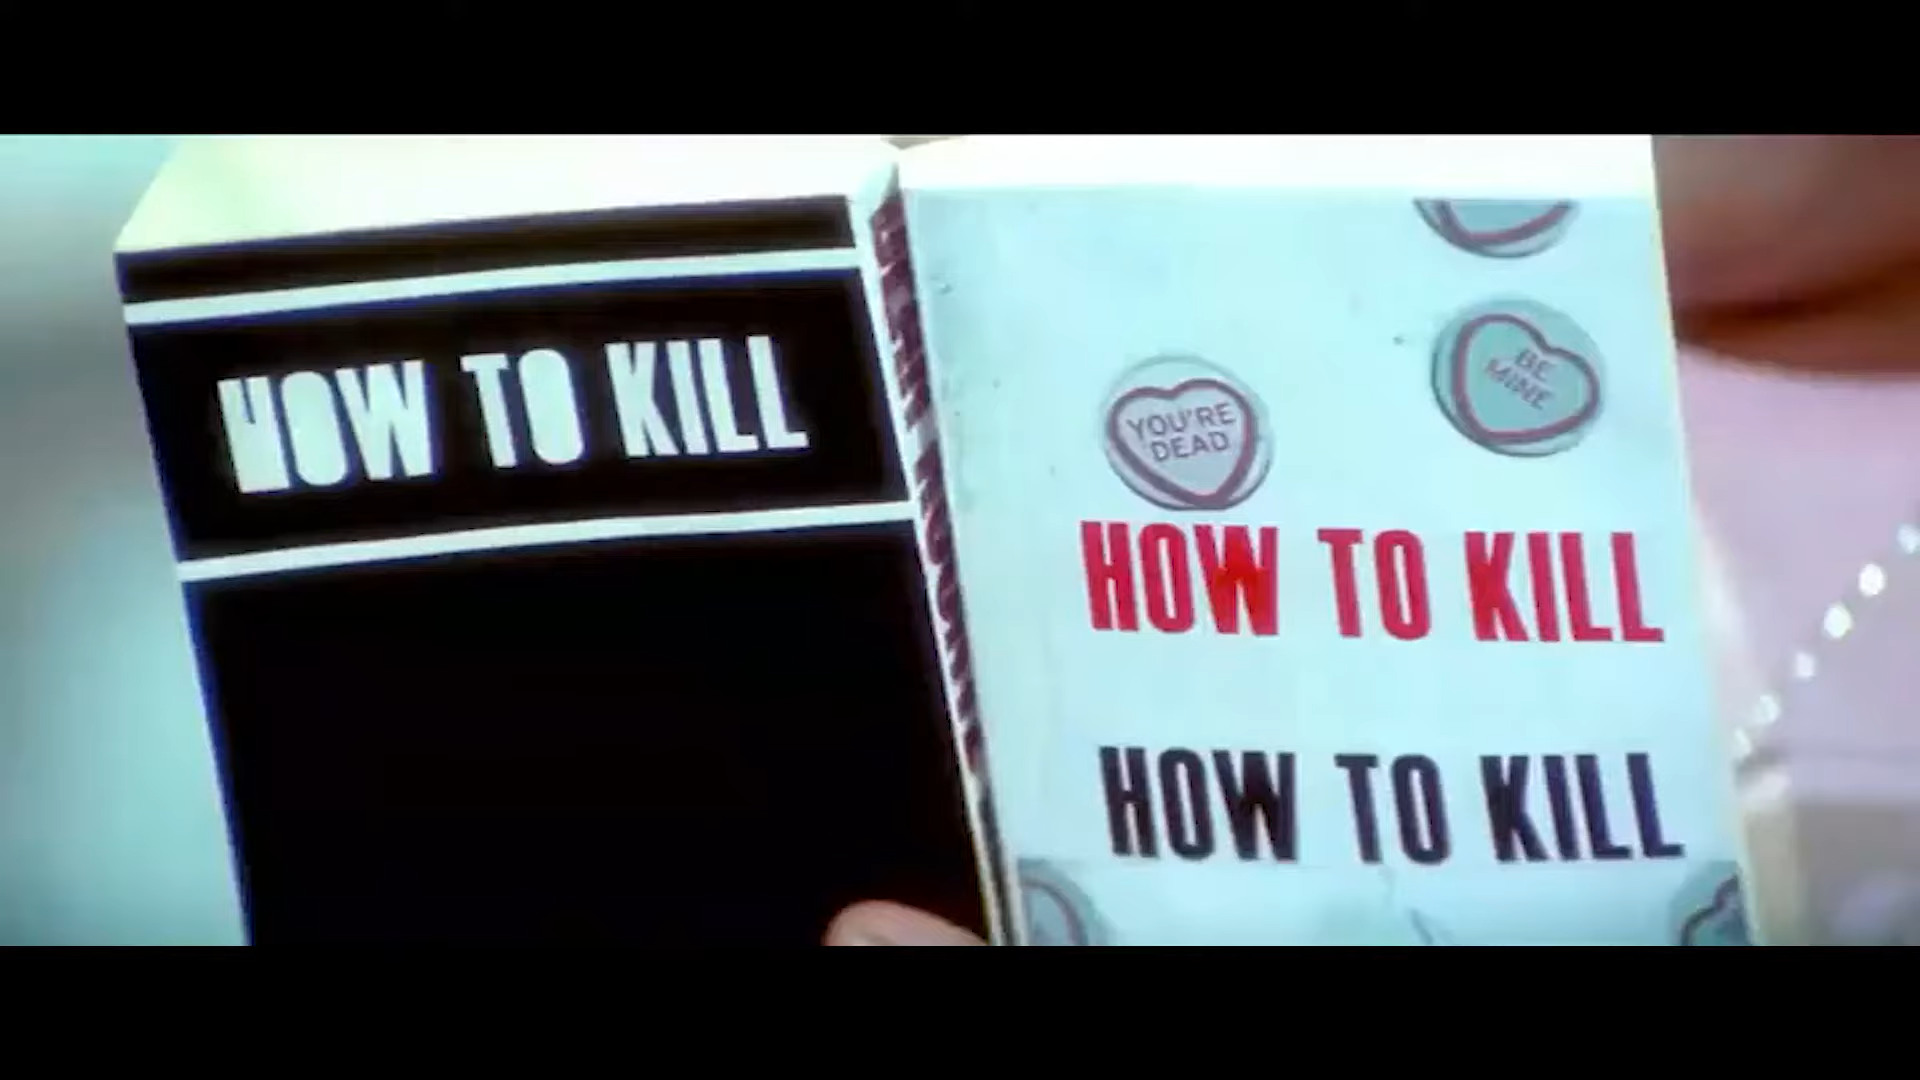 HOW TO KILL
YOU'RE
DEAD
BE
MINE
HOW TO KILL
HOW TO KILL